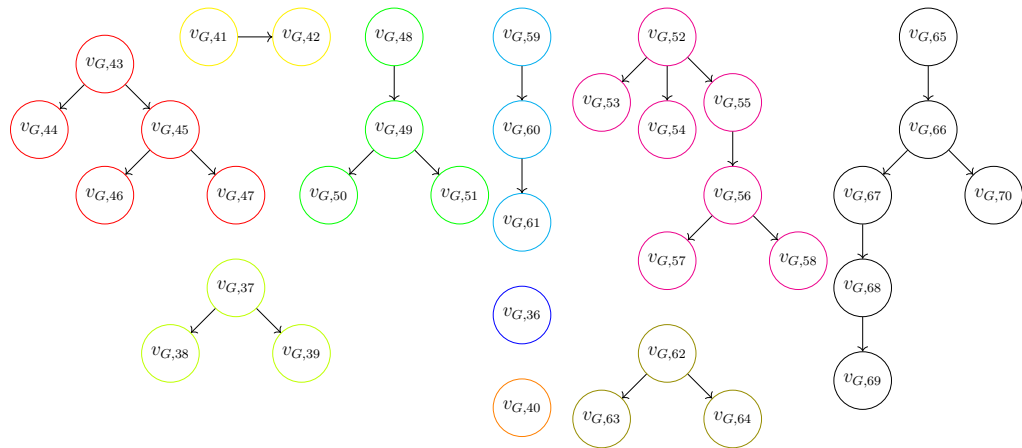 v_{G,41}
v_{G,42}
v_{G,48}
v_{G,59}
v_{G,52}
v_{G,65}
v_{G,43}
v_{G,53}
v_{G,55}
v_{G,44}
v_{G,45}
v_{G,49}
v_{G,60}
v_{G,54}
v_{G,66}
v_{G,46}
v_{G,47}
v_{G,50}
v_{G,51}
v_{G,61}
v_{G,56}
v_{G,67}
v_{G,70}
v_{G,57}
v_{G,58}
v_{G,37}
v_{G,68}
v_{G,36}
v_{G,38}
v_{G,39}
v_{G,62}
v_{G,69}
v_{G,40}
v_{G,63}
v_{G,64}